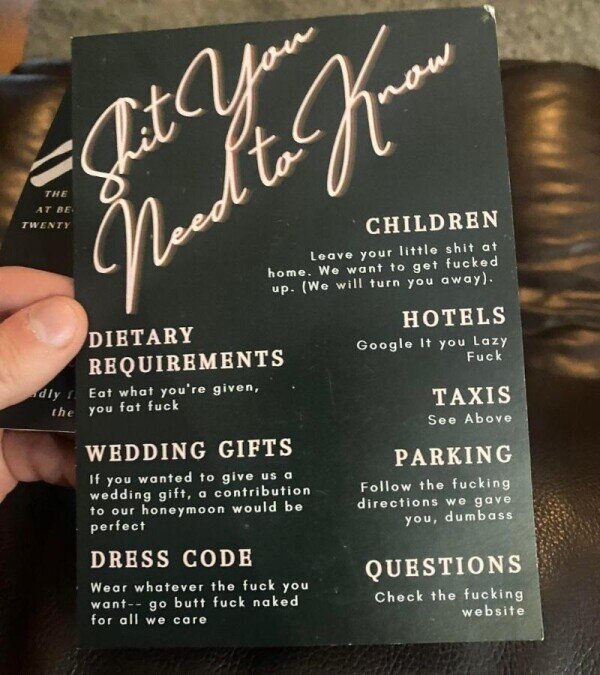 Shit You
Need to Know
CHILDREN
Leave your little shit at
home. We want to get fucked
up. (We will turn you away).
HOTELS
Google It you Lazy
Fuck
TAXIS
See Above
PARKING
Follow the fucking
directions we gave
you, dumbass
QUESTIONS
Check the fucking
website
DIETARY
REQUIREMENTS
Eat what you're given,
you fat fuck
WEDDING GIFTS
If you wanted to give us a
wedding gift, a contribution
to our honeymoon would be
perfect
DRESS CODE
Wear whatever the fuck you
want-- go butt fuck naked
for all we care
THE
AT BE
TWENTY
the